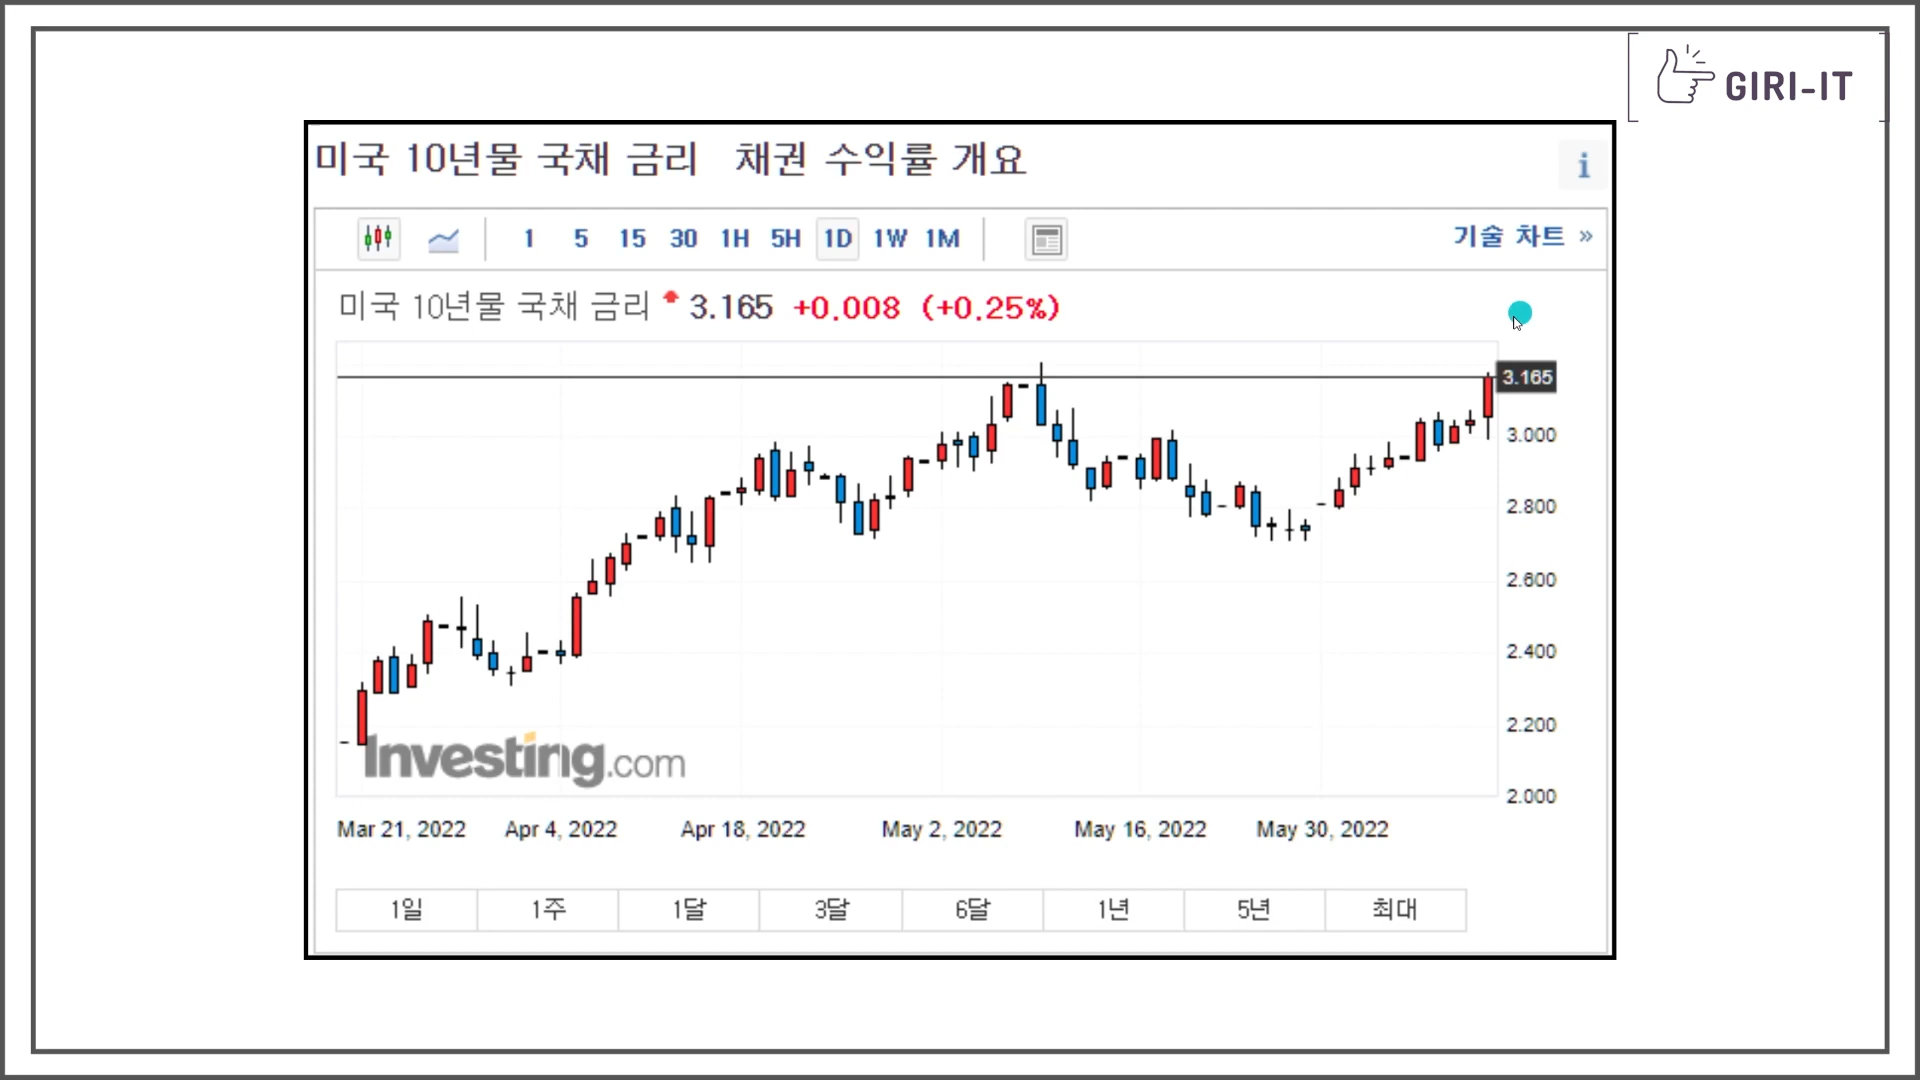 GIRI-IT
미국 10년물 국채 금리 채권 수익률 개요
i
1 5 15 30 1H 5H 1D 1W 1M
기술 차트 »
미국 10년물 국채 금리 3.165 +0.008 (+0.25%)
3.165
3.000
2.800
2.600
2.400
2.200
2.000
Investing.com
Mar 21, 2022 Apr 4, 2022 Apr 18, 2022 May 2, 2022 May 16, 2022 May 30, 2022
1일 1주 1달 3달 6달 1년 5년 최대